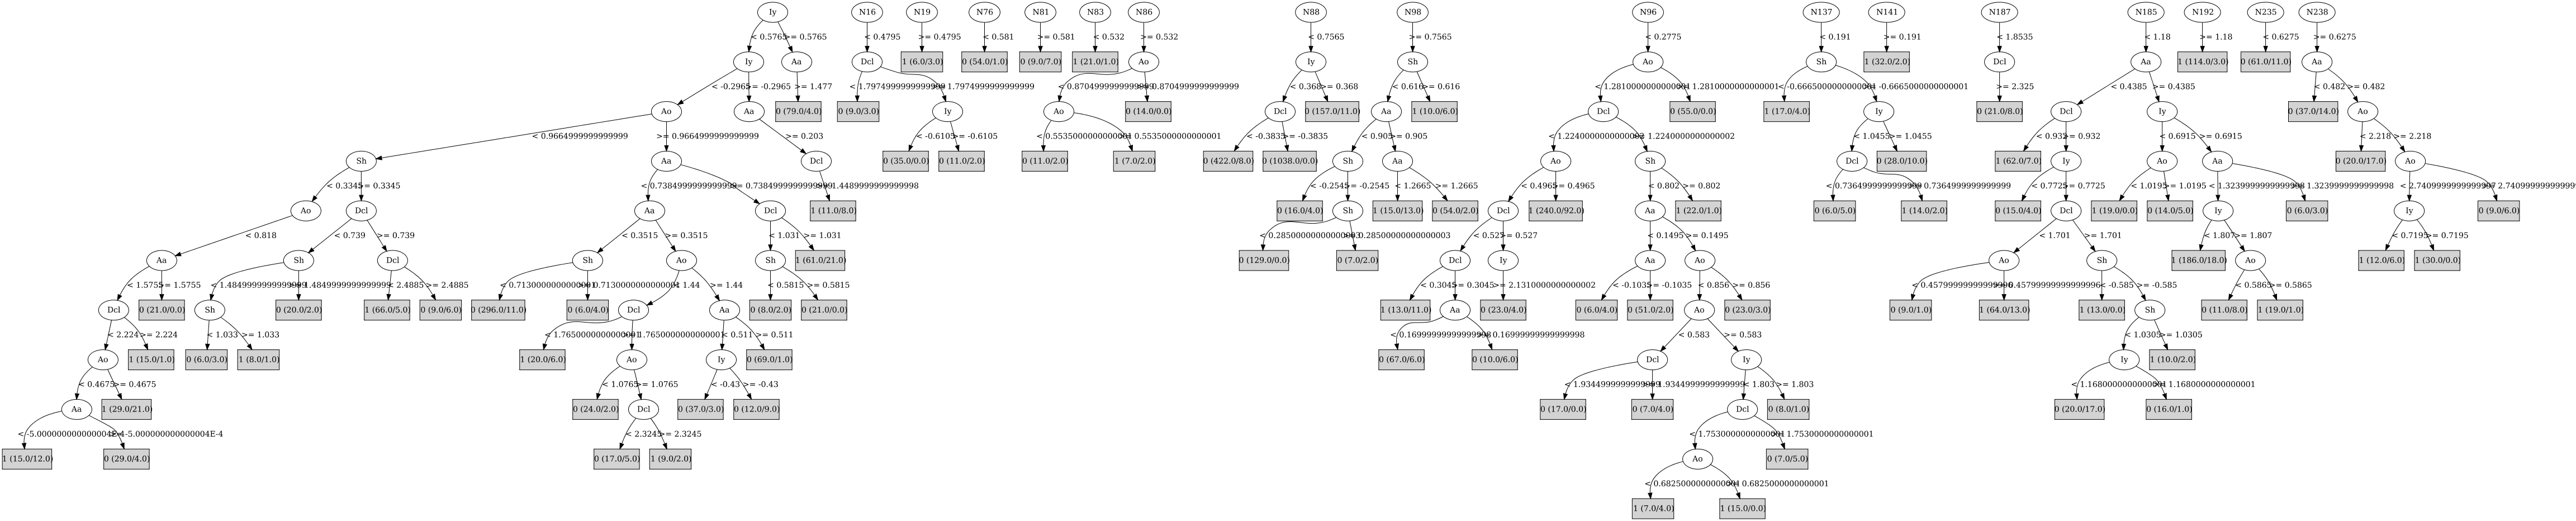 Iy N16 N19 N76 N81 N83 N86 N88 N98 N96 N137 N141 N187 N185 N192 N235 N238
< 0.5765 >= 0.5765 < 0.4795 >= 0.4795 < 0.581 >= 0.581 < 0.532 >= 0.532 < 0.7565 >= 0.7565 < 0.2775 < 0.191 >= 0.191 < 1.8535 < 1.18 >= 1.18 < 0.6275 >= 0.6275
Iy Aa Dcl 1 (6.0/3.0) 0 (54.0/1.0) 0 (9.0/7.0) 1 (21.0/1.0) Ao Iy Sh Ao Sh 1 (32.0/2.0) Dcl Aa 1 (114.0/3.0) 0 (61.0/11.0) Aa
< -0.2965 >= -0.2965 >= 1.477 < 1.7974999999999999 >= 1.7974999999999999 < 0.8704999999999999 >= 0.8704999999999999 < 0.368 >= 0.368 < 0.616 >= 0.616 < 1.2810000000000001 >= 1.2810000000000001 < -0.6665000000000001 >= -0.6665000000000001 >= 2.325 < 0.4385 >= 0.4385 < 0.482 >= 0.482
Ao Aa 0 (79.0/4.0) 0 (9.0/3.0) Iy Ao 0 (14.0/0.0) Dcl 0 (157.0/11.0) Aa 1 (10.0/6.0) Dcl 0 (55.0/0.0) 1 (17.0/4.0) Iy 0 (21.0/8.0) Dcl Iy 0 (37.0/14.0) Ao
< 0.9664999999999999 >= 0.9664999999999999 >= 0.203 < -0.6105 >= -0.6105 < 0.5535000000000001 >= 0.5535000000000001 < -0.3835 >= -0.3835 < 0.905 >= 0.905 < 1.2240000000000002 >= 1.2240000000000002 < 1.0455 >= 1.0455 < 0.932 >= 0.932 < 0.6915 >= 0.6915 < 2.218 >= 2.218
Sh Aa Dcl 0 (35.0/0.0) 0 (11.0/2.0) 0 (11.0/2.0) 1 (7.0/2.0) 0 (422.0/8.0) 0 (1038.0/0.0) Sh Aa Ao Sh Dcl 0 (28.0/10.0) 1 (62.0/7.0) Iy Ao Aa 0 (20.0/17.0) Ao
< 0.3345 >= 0.3345 < 0.7384999999999999 >= 0.7384999999999999 >= 1.4489999999999998 < -0.2545 >= -0.2545 < 1.2665 >= 1.2665 < 0.4965 >= 0.4965 < 0.802 >= 0.802 < 0.7364999999999999 >= 0.7364999999999999 < 0.7725 >= 0.7725 < 1.0195 >= 1.0195 < 1.3239999999999998 >= 1.3239999999999998 < 2.7409999999999997
Ao Dcl Aa Dcl 1 (11.0/8.0) 0 (16.0/4.0) Sh 1 (15.0/13.0) 0 (54.0/2.0) Dcl 1 (240.0/92.0) Aa 1 (22.0/1.0) 0 (6.0/5.0) 1 (14.0/2.0) 0 (15.0/4.0) Dcl 1 (19.0/0.0) 0 (14.0/5.0) Iy 0 (6.0/3.0) Iy 0 (9.0/6.0)
< 0.818 < 0.739 >= 0.739 < 0.3515 >= 0.3515 < 1.031 >= 1.031 < 0.28500000000000003 >= 0.28500000000000003 < 0.527 >= 0.527 < 0.1495 >= 0.1495 < 1.701 >= 1.701 < 1.807 >= 1.807 < 0.7195 >= 0.7195
Aa Sh Dcl Sh Ao Sh 1 (61.0/21.0) 0 (129.0/0.0) 0 (7.0/2.0) Dcl Iy Aa Ao Ao Sh 1 (186.0/18.0) Ao 1 (12.0/6.0) 1 (30.0/0.0)
< 1.5755 >= 1.5755 < 1.4849999999999999 >= 1.4849999999999999 < 2.4885 >= 2.4885 < 0.7130000000000001 >= 0.7130000000000001 < 1.44 >= 1.44 < 0.5815 >= 0.5815 < 0.3045 >= 0.3045 >= 2.1310000000000002 < -0.1035 >= -0.1035 < 0.856 >= 0.856 < 0.45799999999999996 >= 0.45799999999999996 < -0.585 >= -0.585 < 0.5865 >= 0.5865
Dcl 0 (21.0/0.0) Sh 0 (20.0/2.0) 1 (66.0/5.0) 0 (9.0/6.0) 0 (296.0/11.0) 0 (6.0/4.0) Dcl Aa 0 (8.0/2.0) 0 (21.0/0.0) 1 (13.0/11.0) Aa 0 (23.0/4.0) 0 (6.0/4.0) 0 (51.0/2.0) Ao 0 (23.0/3.0) 0 (9.0/1.0) 1 (64.0/13.0) 1 (13.0/0.0) Sh 0 (11.0/8.0) 1 (19.0/1.0)
< 2.224 >= 2.224 < 1.033 >= 1.033 < 1.7650000000000001 >= 1.7650000000000001 < 0.511 >= 0.511 < 0.16999999999999998 >= 0.16999999999999998 < 0.583 >= 0.583 < 1.0305 >= 1.0305
Ao 1 (15.0/1.0) 0 (6.0/3.0) 1 (8.0/1.0) 1 (20.0/6.0) Ao Iy 0 (69.0/1.0) 0 (67.0/6.0) 0 (10.0/6.0) Dcl Iy Iy 1 (10.0/2.0)
< 0.4675 >= 0.4675 < 1.0765 >= 1.0765 < -0.43 >= -0.43 < 1.9344999999999999 >= 1.9344999999999999 < 1.803 >= 1.803 < 1.1680000000000001 >= 1.1680000000000001
Aa 1 (29.0/21.0) 0 (24.0/2.0) Dcl 0 (37.0/3.0) 0 (12.0/9.0) 0 (17.0/0.0) 0 (7.0/4.0) Dcl 0 (8.0/1.0) 0 (20.0/17.0) 0 (16.0/1.0)
< -5.000000000000004E-4 >= -5.000000000000004E-4 < 2.3245 >= 2.3245 < 1.7530000000000001 >= 1.7530000000000001
1 (15.0/12.0) 0 (29.0/4.0) 0 (17.0/5.0) 1 (9.0/2.0) Ao 0 (7.0/5.0)
< 0.6825000000000001 >= 0.6825000000000001
1 (7.0/4.0) 1 (15.0/0.0)